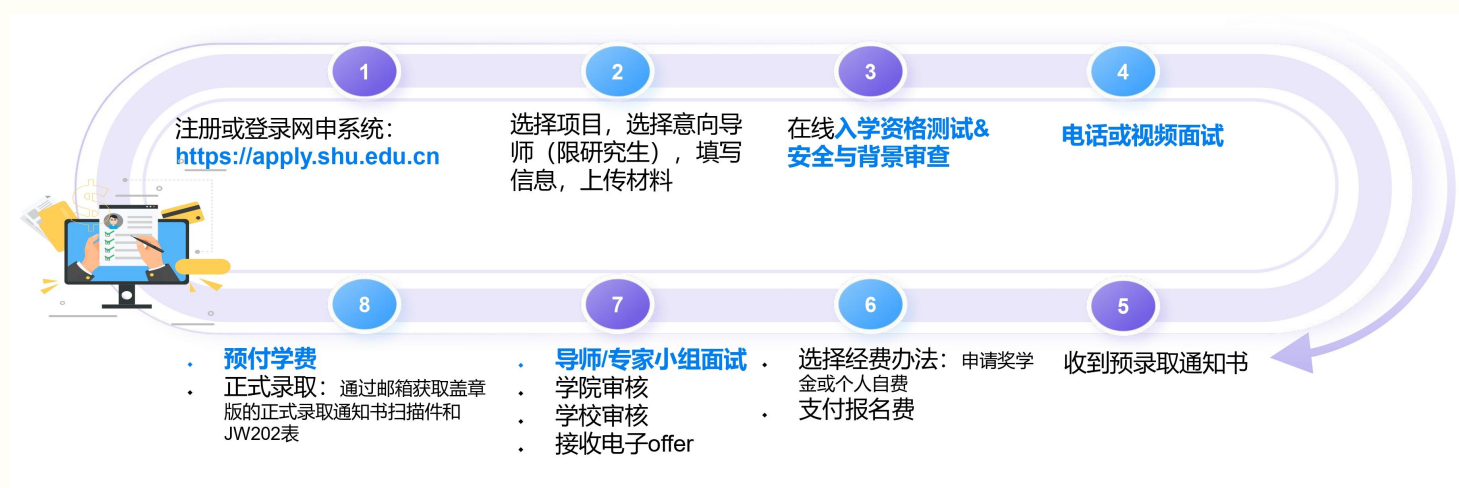 1
注册或登录网申系统：
https://apply.shu.edu.cn
2
选择项目，选择意向导
师（限研究生），填写
信息，上传材料
3
在线入学资格测试&
安全与背景审查
4
电话或视频面试
5
收到预录取通知书
6
• 选择经费办法：申请奖学
金或个人自费
• 支付报名费
7
• 导师/专家小组面试
• 学院审核
• 学校审核
• 接收电子offer
8
• 预付学费
• 正式录取：通过邮箱获取盖章
版的正式录取通知书扫描件和
JW202表